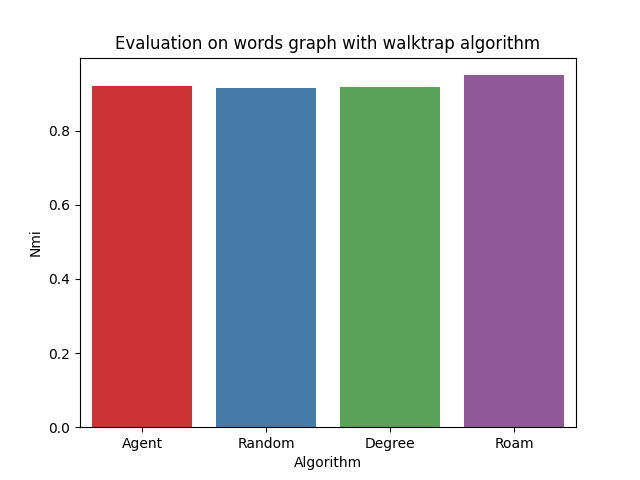 Evaluation on words graph with walktrap algorithm
0.8
0.6
0.4
0.2
0.0
Nmi
Agent Random Degree Roam
Algorithm